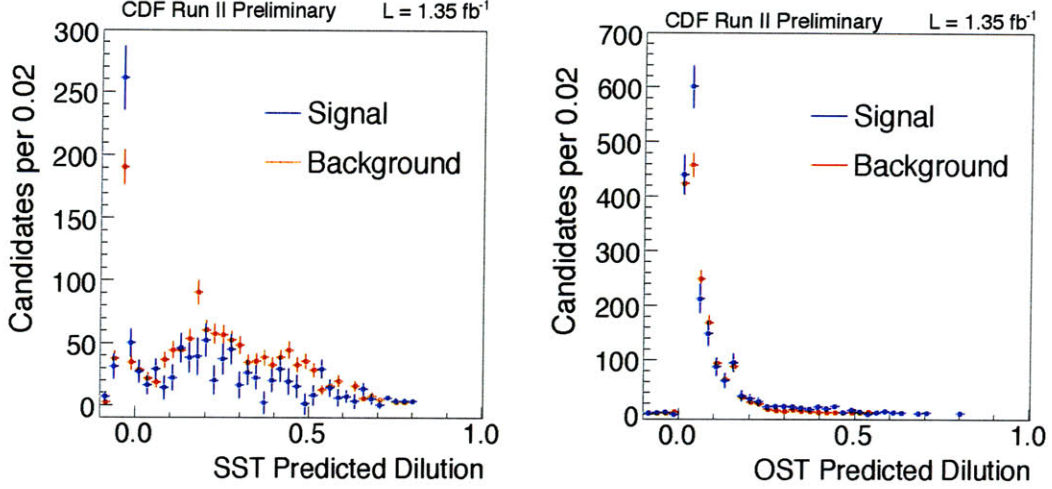 CDF Run II Preliminary L = 1.35 fb⁻¹
300
250
200
150
100
50
0
Candidates per 0.02
Signal
Background
0.0 0.5 1.0
SST Predicted Dilution
CDF Run II Preliminary L = 1.35 fb⁻¹
700
600
500
400
300
200
100
0
Candidates per 0.02
Signal
Background
0.0 0.5 1.0
OST Predicted Dilution